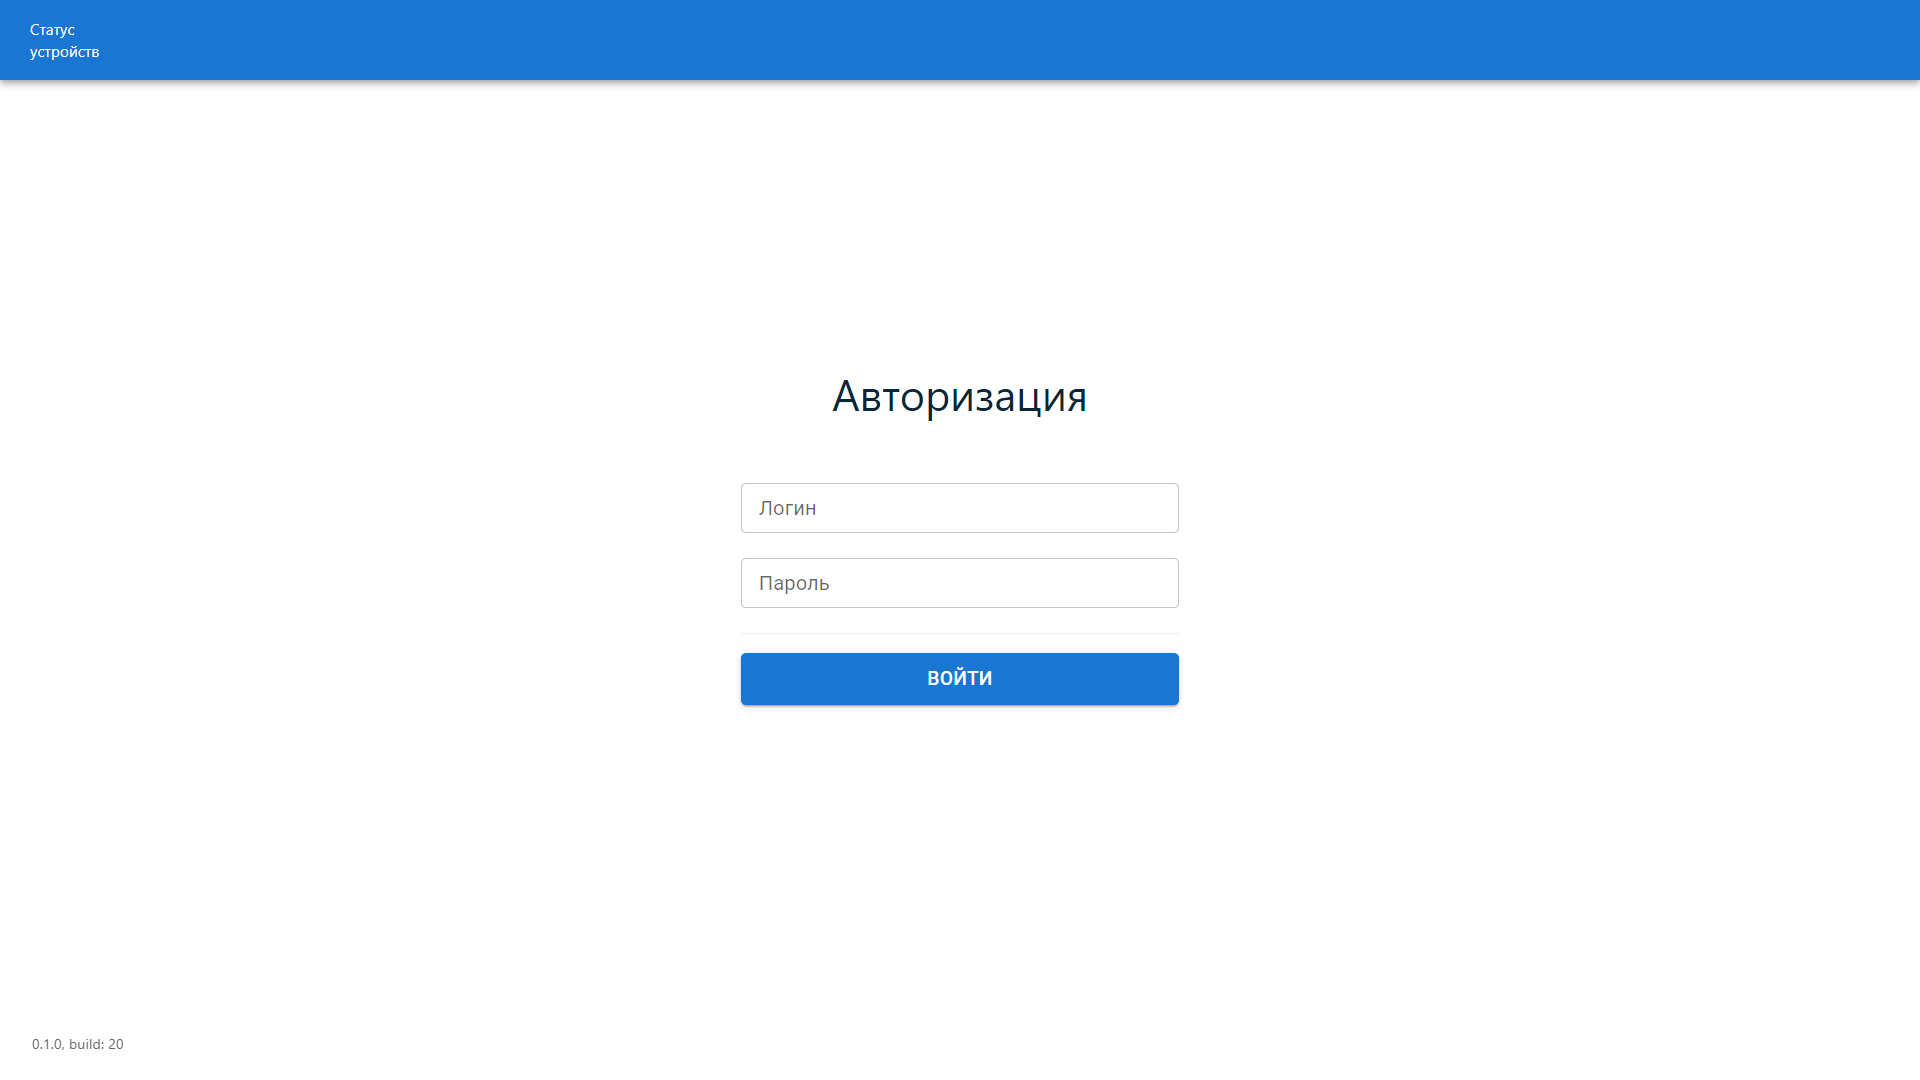 Статус
устройств
Авторизация
Логин
Пароль
ВОЙТИ
0.1.0, build: 20